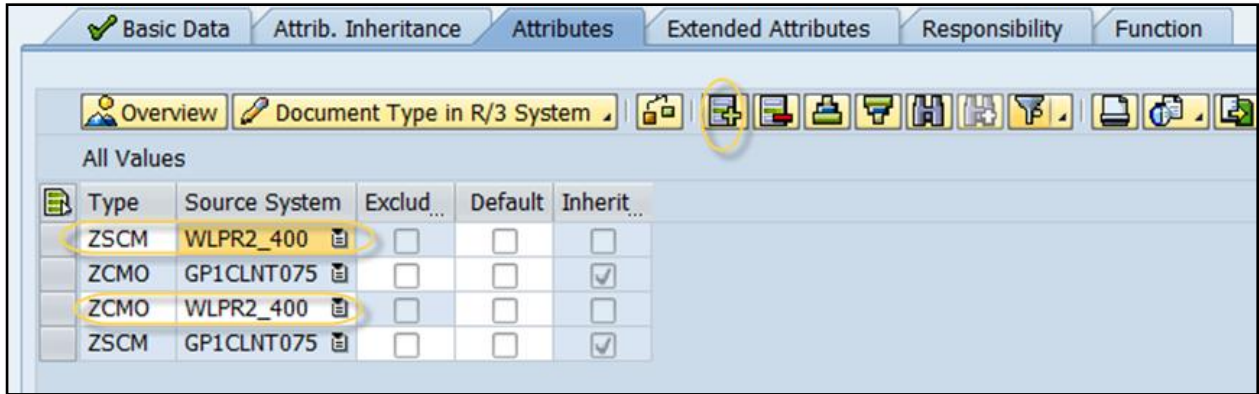 Basic Data Attrib. Inheritance Attributes Extended Attributes Responsibility Function
Overview Document Type in R/3 System
All Values
Type Source System Exclud... Default Inherit...
ZSCM WLPR2_400
ZCMO GP1CLNT075
ZCMO WLPR2_400
ZSCM GP1CLNT075